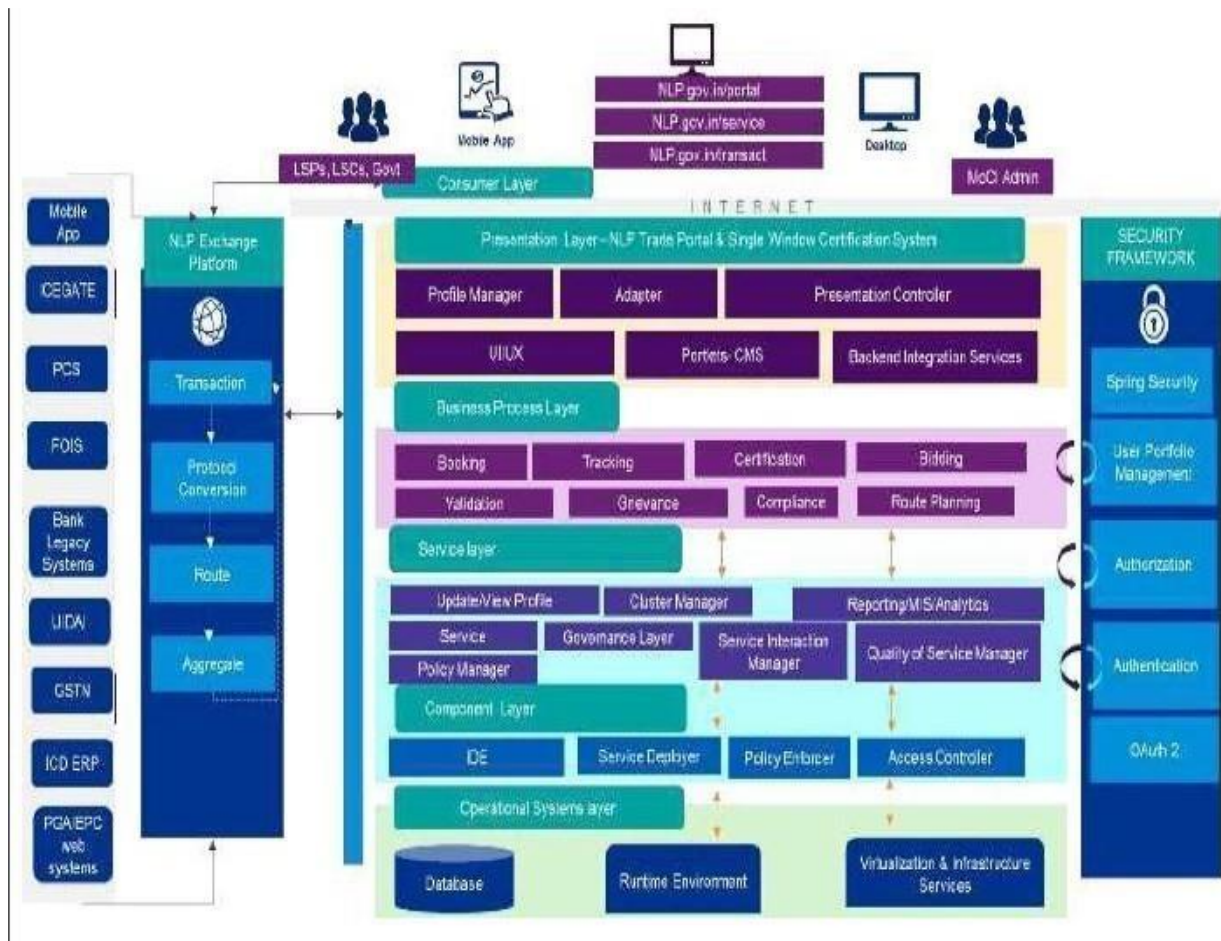 NLP.gov.in/portal
NLP.gov.in/service
NLP.gov.in/transact
Mobile App
Desktop
LSPs, LSCs, Govt
MoCI Admin
Consumer Layer
INTERNET
Mobile
App
ICEGATE
PCS
FOIS
Bank
Legacy
Systems
UIDAI
GSTN
ICD ERP
PGA/EPC
web
systems
NLP Exchange
Platform
Transaction
Protocol
Conversion
Route
Aggregate
Presentation Layer– NLP Trade Portal & Single Window Certification System
Profile Manager
Adapter
Presentation Controller
UI/UX
Portlets- CMS
Backend Integration Services
Business Process Layer
Booking
Tracking
Certification
Bidding
Validation
Grievance
Compliance
Route Planning
Service layer
Update/View Profile
Cluster Manager
Reporting/MIS/Analytics
Service
Governance Layer
Service Interaction
Manager
Quality of Service Manager
Policy Manager
Component Layer
IDE
Service Deployer
Policy Enforcer
Access Controller
Operational Systems layer
Database
Runtime Environment
Virtualization & Infrastructure
Services
SECURITY
FRAMEWORK
Spring Security
User Portfolio
Management
Authorization
Authentication
OAuth 2